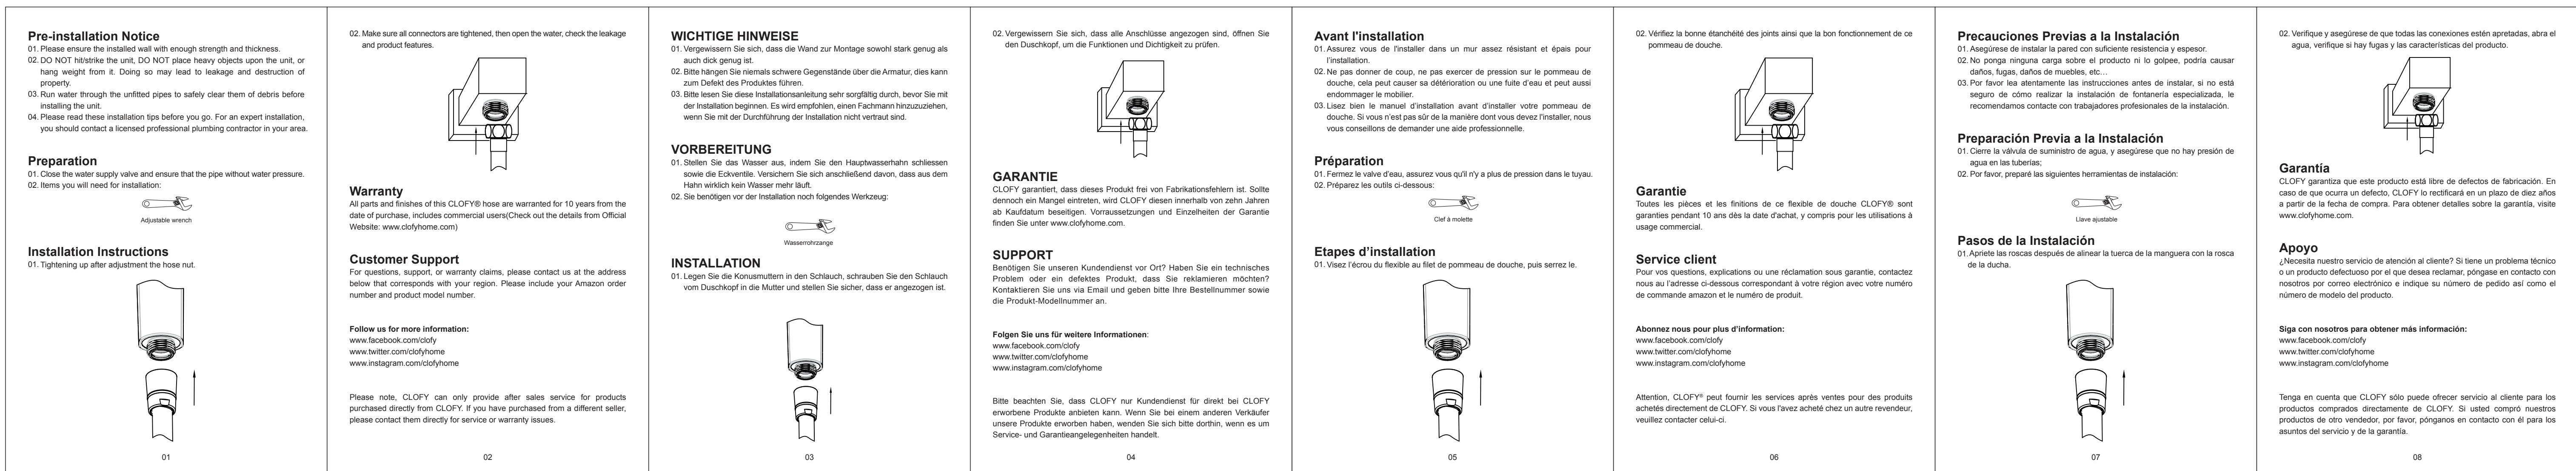 Pre-installation Notice
01. Please ensure the installed wall with enough strength and thickness.
02. DO NOT hit/strike the unit, DO NOT place heavy objects upon the unit, or
hang weight from it. Doing so may lead to leakage and destruction of
property.
03. Run water through the unfitted pipes to safely clear them of debris before
installing the unit.
04. Please read these installation tips before you go. For an expert installation,
you should contact a licensed professional plumbing contractor in your area.
Preparation
01. Close the water supply valve and ensure that the pipe without water pressure.
02. Items you will need for installation:
Adjustable wrench
Installation Instructions
01. Tightening up after adjustment the hose nut.
01
02. Make sure all connectors are tightened, then open the water, check the leakage
and product features.
Warranty
All parts and finishes of this CLOFY® hose are warranted for 10 years from the
date of purchase, includes commercial users(Check out the details from Official
Website: www.clofyhome.com)
Customer Support
For questions, support, or warranty claims, please contact us at the address
below that corresponds with your region. Please include your Amazon order
number and product model number.
Follow us for more information:
www.facebook.com/clofy
www.twitter.com/clofyhome
www.instagram.com/clofyhome
Please note, CLOFY can only provide after sales service for products
purchased directly from CLOFY. If you have purchased from a different seller,
please contact them directly for service or warranty issues.
02
WICHTIGE HINWEISE
01. Vergewissern Sie sich, dass die Wand zur Montage sowohl stark genug als
auch dick genug ist.
02. Bitte hängen Sie niemals schwere Gegenstände über die Armatur, dies kann
zum Defekt des Produktes führen.
03. Bitte lesen Sie diese Installationsanleitung sehr sorgfältig durch, bevor Sie mit
der Installation beginnen. Es wird empfohlen, einen Fachmann hinzuzuziehen,
wenn Sie mit der Durchführung der Installation nicht vertraut sind.
VORBEREITUNG
01. Stellen Sie das Wasser aus, indem Sie den Hauptwasserhahn schliessen
sowie die Eckventile. Versichern Sie sich anschließend davon, dass aus dem
Hahn wirklich kein Wasser mehr läuft.
02. Sie benötigen vor der Installation noch folgendes Werkzeug:
Wasserrohrzange
INSTALLATION
01. Legen Sie die Konusmuttern in den Schlauch, schrauben Sie den Schlauch
vom Duschkopf in die Mutter und stellen Sie sicher, dass er angezogen ist.
03
02. Vergewissern Sie sich, dass alle Anschlüsse angezogen sind, öffnen Sie
den Duschkopf, um die Funktionen und Dichtigkeit zu prüfen.
GARANTIE
CLOFY garantiert, dass dieses Produkt frei von Fabrikationsfehlern ist. Sollte
dennoch ein Mangel eintreten, wird CLOFY diesen innerhalb von zehn Jahren
ab Kaufdatum beseitigen. Vorraussetzungen und Einzelheiten der Garantie
finden Sie unter www.clofyhome.com.
SUPPORT
Benötigen Sie unseren Kundendienst vor Ort? Haben Sie ein technisches
Problem oder ein defektes Produkt, dass Sie reklamieren möchten?
Kontaktieren Sie uns via Email und geben bitte Ihre Bestellnummer sowie
die Produkt-Modellnummer an.
Folgen Sie uns für weitere Informationen:
www.facebook.com/clofy
www.twitter.com/clofyhome
www.instagram.com/clofyhome
Bitte beachten Sie, dass CLOFY nur Kundendienst für direkt bei CLOFY
erworbene Produkte anbieten kann. Wenn Sie bei einem anderen Verkäufer
unsere Produkte erworben haben, wenden Sie sich bitte dorthin, wenn es um
Service- und Garantieangelegenheiten handelt.
04
Avant l'installation
01. Assurez vous de l'installer dans un mur assez résistant et épais pour
l'installation.
02. Ne pas donner de coup, ne pas exercer de pression sur le pommeau de
douche, cela peut causer sa détérioration ou une fuite d'eau et peut aussi
endommager le mobilier.
03. Lisez bien le manuel d'installation avant d'installer votre pommeau de
douche. Si vous n'est pas sûr de la manière dont vous devez l'installer, nous
vous conseillons de demander une aide professionnelle.
Préparation
01. Fermez le valve d'eau, assurez vous qu'il n'y a plus de pression dans le tuyau.
02. Préparez les outils ci-dessous:
Clef à molette
Etapes d’installation
01. Visez l’écrou du flexible au filet de pommeau de douche, puis serrez le.
05
02. Vérifiez la bonne étanchéité des joints ainsi que la bon fonctionnement de ce
pommeau de douche.
Garantie
Toutes les pièces et les finitions de ce flexible de douche CLOFY® sont
garanties pendant 10 ans dès la date d'achat, y compris pour les utilisations à
usage commercial.
Service client
Pour vos questions, explications ou une réclamation sous garantie, contactez
nous au l’adresse ci-dessous correspondant à votre région avec votre numéro
de commande amazon et le numéro de produit.
Abonnez nous pour plus d’information:
www.facebook.com/clofy
www.twitter.com/clofyhome
www.instagram.com/clofyhome
Attention, CLOFY® peut fournir les services après ventes pour des produits
achetés directement de CLOFY. Si vous l'avez acheté chez un autre revendeur,
veuillez contacter celui-ci.
06
Precauciones Previas a la Instalación
01. Asegúrese de instalar la pared con suficiente resistencia y espesor.
02. No ponga ninguna carga sobre el producto ni lo golpee, podría causar
daños, fugas, daños de muebles, etc…
03. Por favor lea atentamente las instrucciones antes de instalar, si no está
seguro de cómo realizar la instalación de fontanería especializada, le
recomendamos contacte con trabajadores profesionales de la instalación.
Preparación Previa a la Instalación
01. Cierre la válvula de suministro de agua, y asegúrese que no hay presión de
agua en las tuberías;
02. Por favor, preparé las siguientes herramientas de instalación:
Llave ajustable
Pasos de la Instalación
01. Apriete las roscas después de alinear la tuerca de la manguera con la rosca
de la ducha.
07
02. Verifique y asegúrese de que todas las conexiones estén apretadas, abra el
agua, verifique si hay fugas y las características del producto.
Garantía
CLOFY garantiza que este producto está libre de defectos de fabricación. En
caso de que ocurra un defecto, CLOFY lo rectificará en un plazo de diez años
a partir de la fecha de compra. Para obtener detalles sobre la garantía, visite
www.clofyhome.com.
Apoyo
¿Necesita nuestro servicio de atención al cliente? Si tiene un problema técnico
o un producto defectuoso por el que desea reclamar, póngase en contacto con
nosotros por correo electrónico e indique su número de pedido así como el
número de modelo del producto.
Siga con nosotros para obtener más información:
www.facebook.com/clofy
www.twitter.com/clofyhome
www.instagram.com/clofyhome
Tenga en cuenta que CLOFY sólo puede ofrecer servicio al cliente para los
productos comprados directamente de CLOFY. Si usted compró nuestros
productos de otro vendedor, por favor, pónganos en contacto con él para los
asuntos del servicio y de la garantía.
08